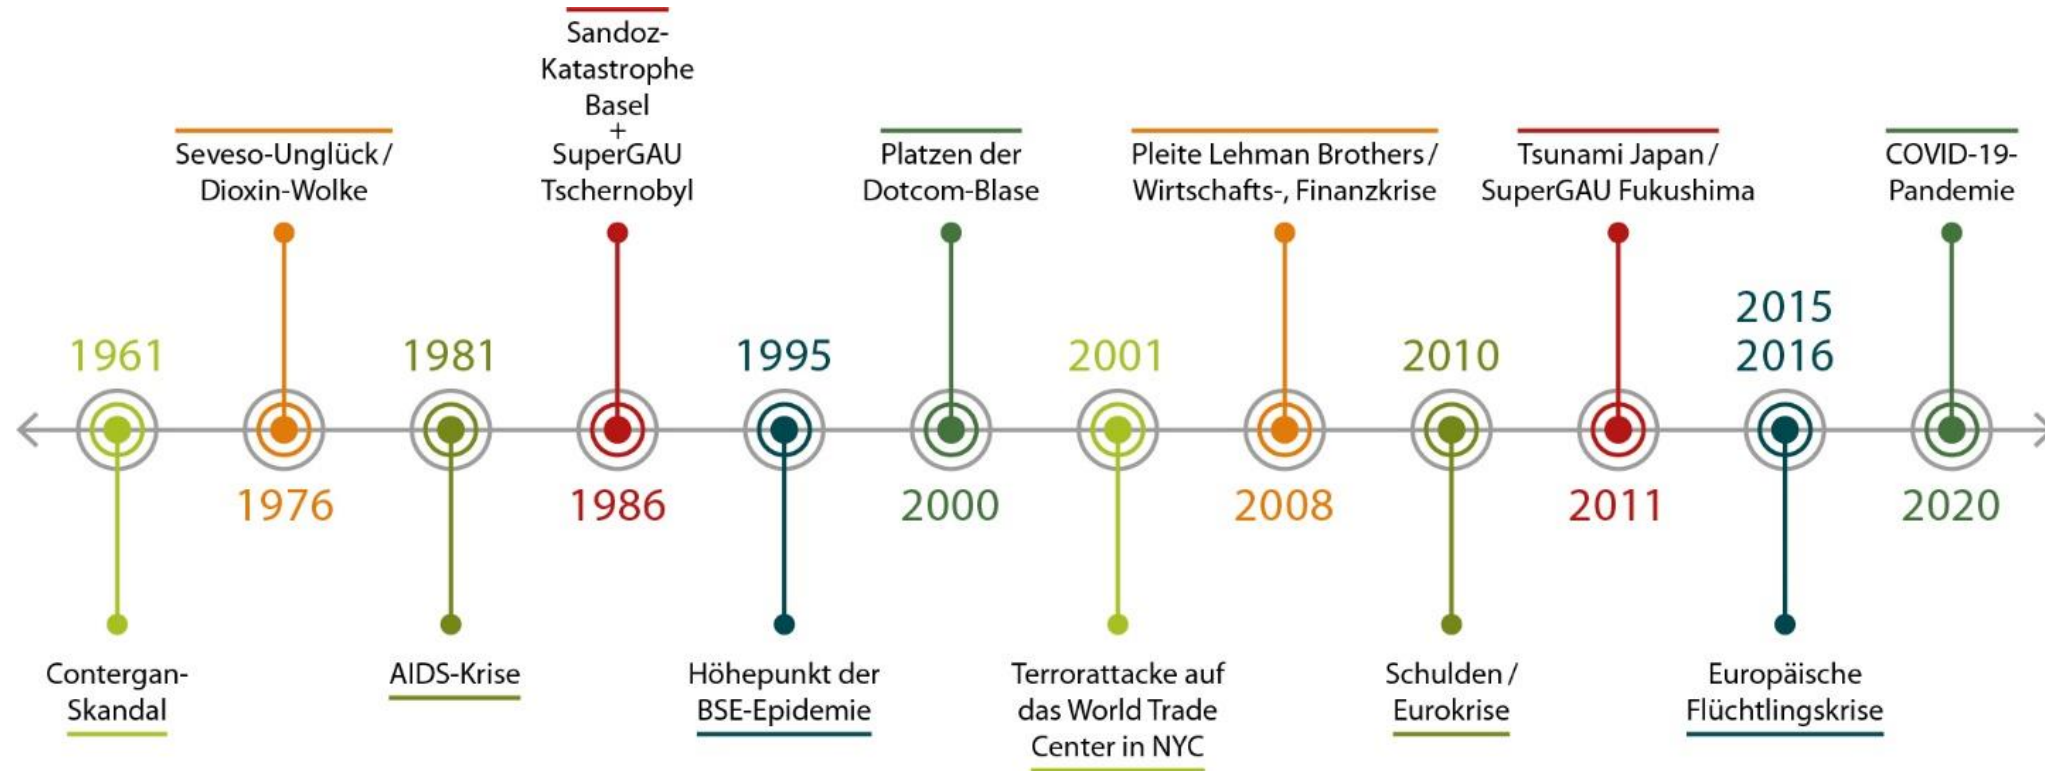 Sandoz-
Katastrophe
Basel
+
SuperGAU
Tschernobyl
Seveso-Unglück /
Dioxin-Wolke
Platzen der
Dotcom-Blase
Pleite Lehman Brothers /
Wirtschafts-, Finanzkrise
Tsunami Japan /
SuperGAU Fukushima
COVID-19-
Pandemie
1961
1981
1995
2001
2010
2015
2016
1976
1986
2000
2008
2011
2020
Contergan-
Skandal
AIDS-Krise
Höhepunkt der
BSE-Epidemie
Terrorattacke auf
das World Trade
Center in NYC
Schulden /
Eurokrise
Europäische
Flüchtlingskrise